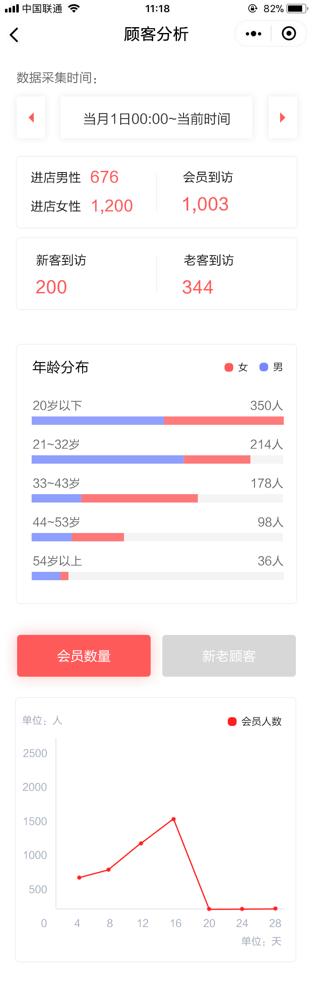 中国联通 11:18 82%
顾客分析
数据采集时间：
当月1日00:00~当前时间
进店男性 676
进店女性 1,200
会员到访
1,003
新客到访
200
老客到访
344
年龄分布 女 男
20岁以下 350人
21~32岁 214人
33~43岁 178人
44~53岁 98人
54岁以上 36人
会员数量 新老顾客
单位：人 会员人数
2500
2000
1500
1000
500
0 4 8 12 16 20 24 28
单位：天